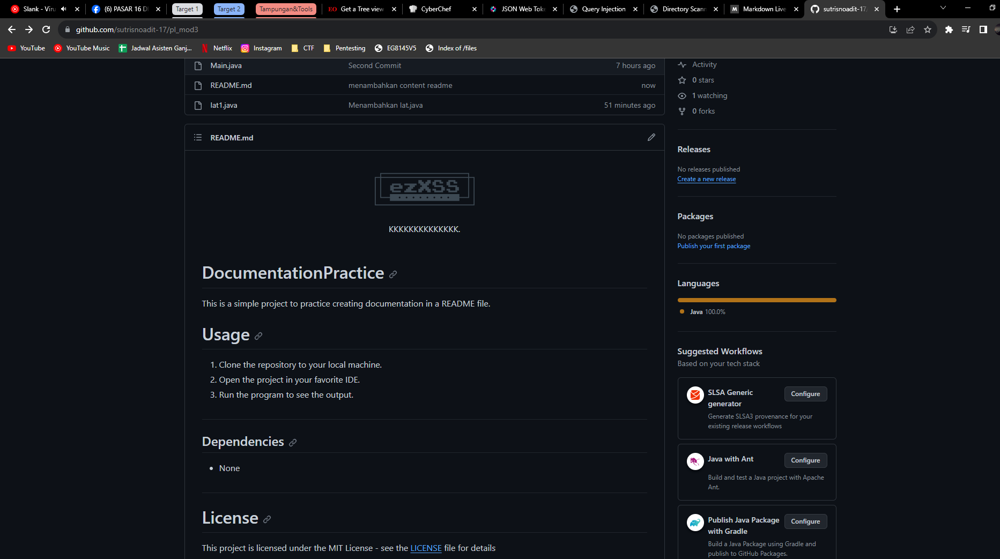 Slank - Viru
(6) PASAR 16 D
Target 1
Target 2
Tampungan&Tools
EO Get a Tree view
CyberChef
JSON Web Toke
Query Injection
Directory Scann
M Markdown Live
sutrisnoadit-17/
github.com/sutrisnoadit-17/pl_mod3
YouTube
YouTube Music
Jadwal Asisten Ganj...
Netflix
Instagram
CTF
Pentesting
EG8145V5
Index of /files
Main.java Second Commit 7 hours ago
README.md menambahkan content readme now
lat1.java Menambahkan lat.java 51 minutes ago
README.md
ezXSS
KKKKKKKKKKKKKK.
DocumentationPractice
This is a simple project to practice creating documentation in a README file.
Usage
1. Clone the repository to your local machine.
2. Open the project in your favorite IDE.
3. Run the program to see the output.
Dependencies
• None
License
This project is licensed under the MIT License - see the LICENSE file for details
Activity
0 stars
1 watching
0 forks
Releases
No releases published
Create a new release
Packages
No packages published
Publish your first package
Languages
Java 100.0%
Suggested Workflows
Based on your tech stack
SLSA Generic
generator
Configure
Generate SLSA3 provenance for your
existing release workflows
Java with Ant
Configure
Build and test a Java project with Apache
Ant.
Publish Java Package
with Gradle
Configure
Build a Java Package using Gradle and
publish to GitHub Packages.